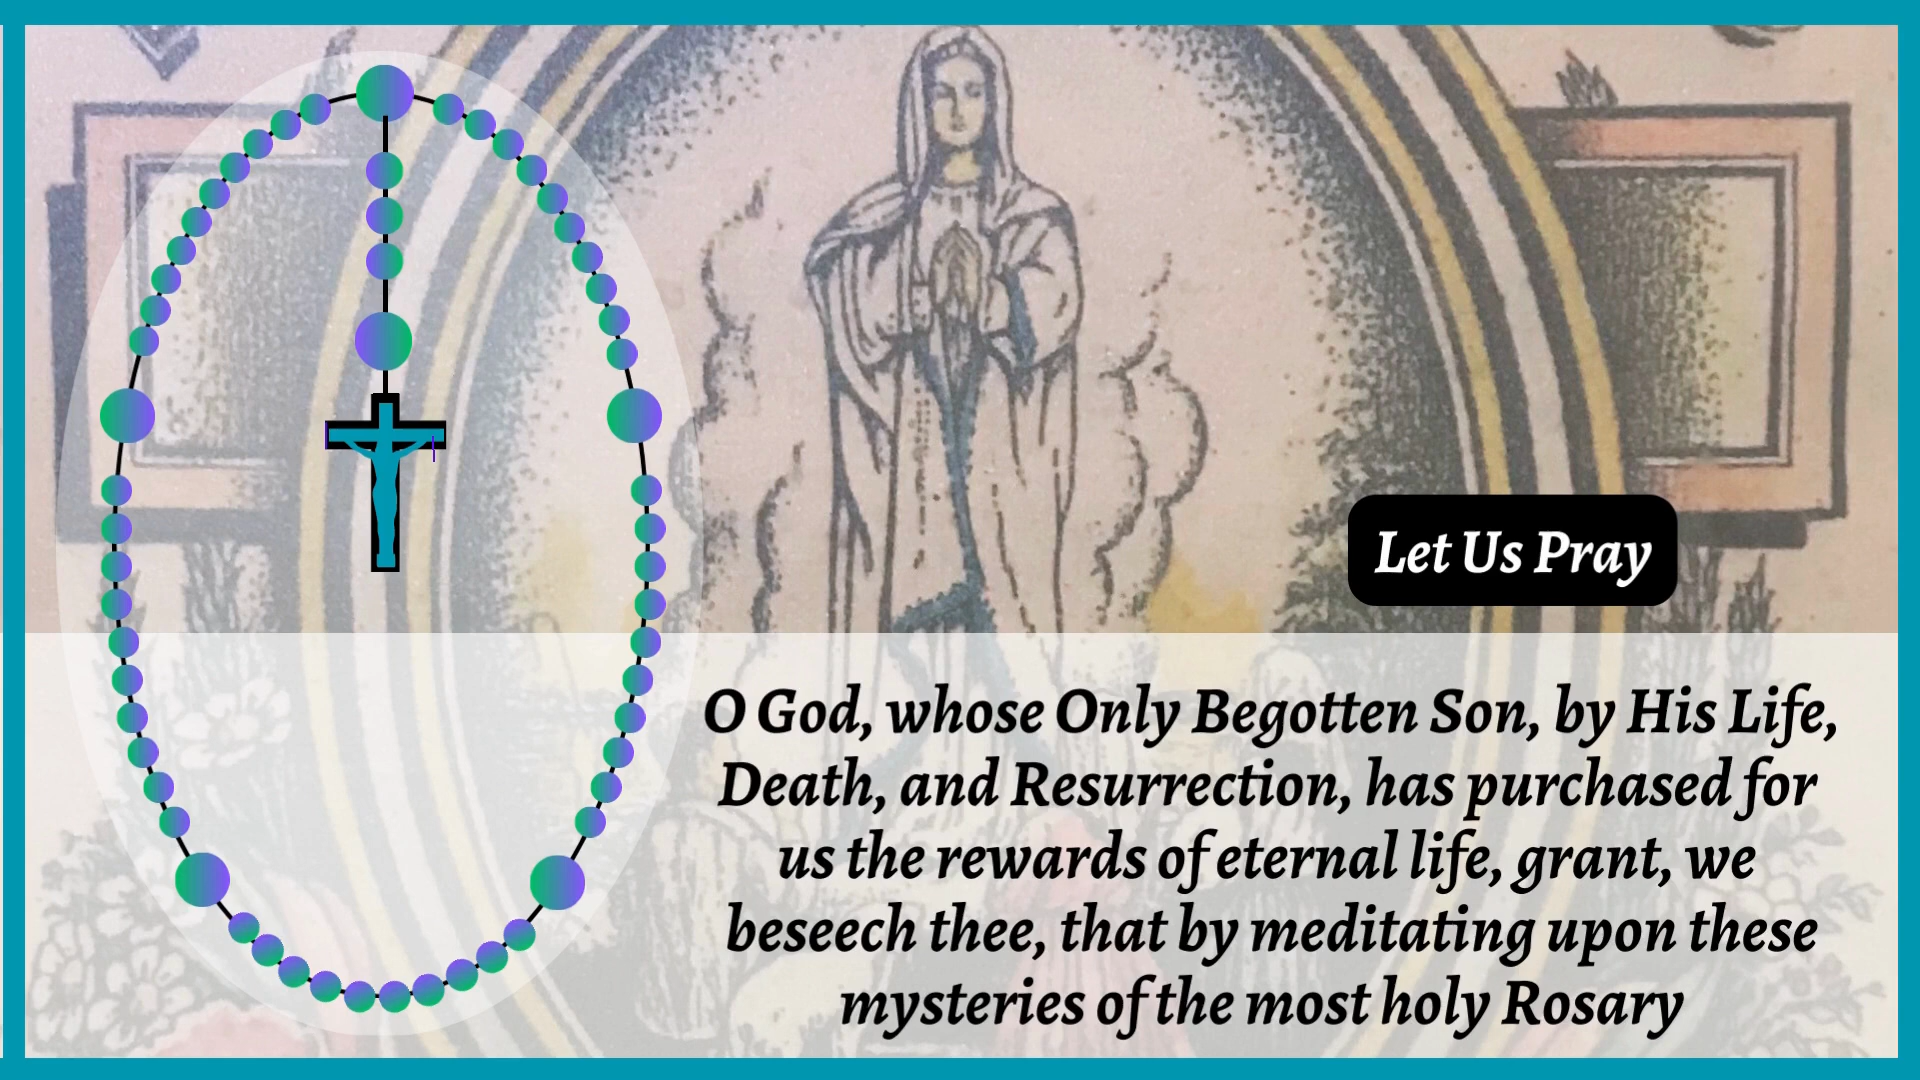 Let Us Pray
O God, whose Only Begotten Son, by His Life,
Death, and Resurrection, has purchased for
us the rewards of eternal life, grant, we
beseech thee, that by meditating upon these
mysteries of the most holy Rosary